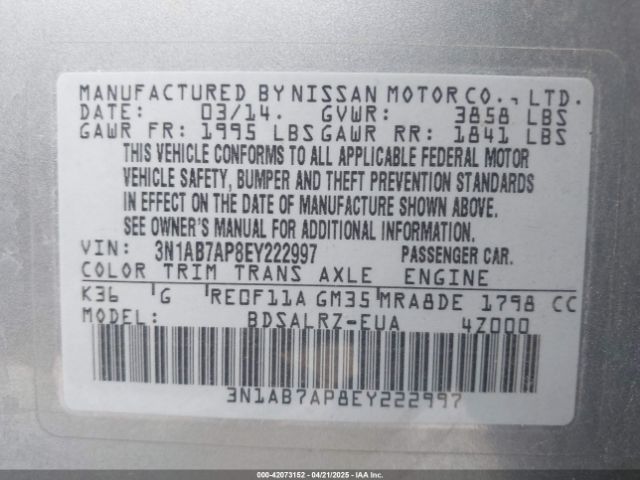 MANUFACTURED BY NISSAN MOTOR CO., LTD.
DATE: 03/14. GVWR: 3858 LBS
GAWR FR: 1995 LBS GAWR RR: 1841 LBS
THIS VEHICLE CONFORMS TO ALL APPLICABLE FEDERAL MOTOR
VEHICLE SAFETY, BUMPER AND THEFT PREVENTION STANDARDS
IN EFFECT ON THE DATE OF MANUFACTURE SHOWN ABOVE.
SEE OWNER'S MANUAL FOR ADDITIONAL INFORMATION.
VIN: 3N1AB7AP8EY222997 PASSENGER CAR.
COLOR TRIM TRANS AXLE ENGINE
K36 G RE0F11A GM35 MRA8DE 1798 CC
MODEL: BDSALRZ-EUA 4Z000
3N1AB7AP8EY222997
000-42073152 - 04/21/2025 - IAAI.COM